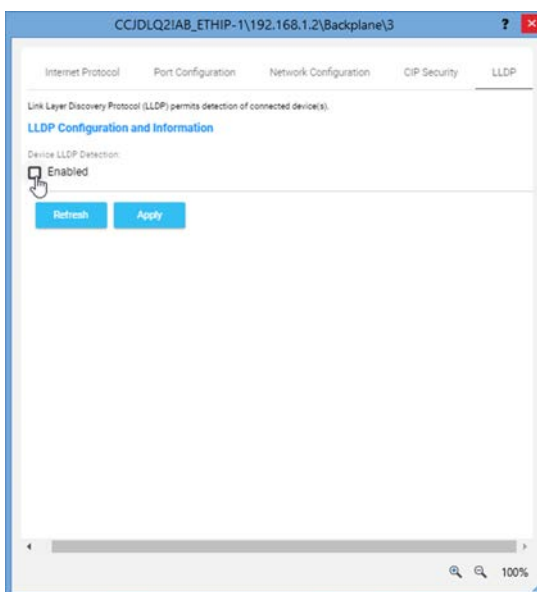 CCJDLQ2!AB_ETHIP-1\192.168.1.2\Backplane\3
?
Internet Protocol Port Configuration Network Configuration CIP Security LLDP
Link Layer Discovery Protocol (LLDP) permits detection of connected device(s).
LLDP Configuration and Information
Device LLDP Detection:
Enabled
Refresh Apply
100%